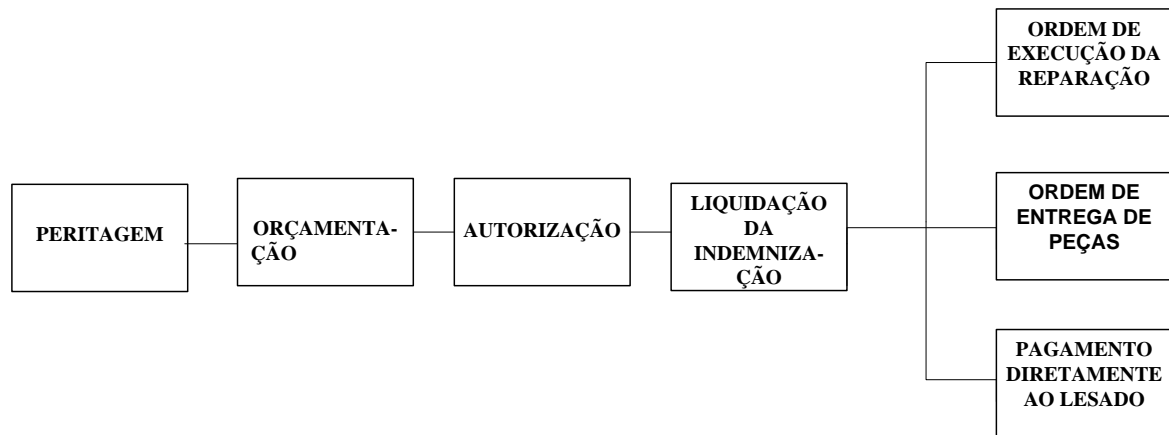 PERITAGEM
ORÇAMENTA-
ÇÃO
AUTORIZAÇÃO
LIQUIDAÇÃO
DA
INDEMNIZA-
ÇÃO
ORDEM DE
EXECUÇÃO DA
REPARAÇÃO
ORDEM DE
ENTREGA DE
PEÇAS
PAGAMENTO
DIRETAMENTE
AO LESADO